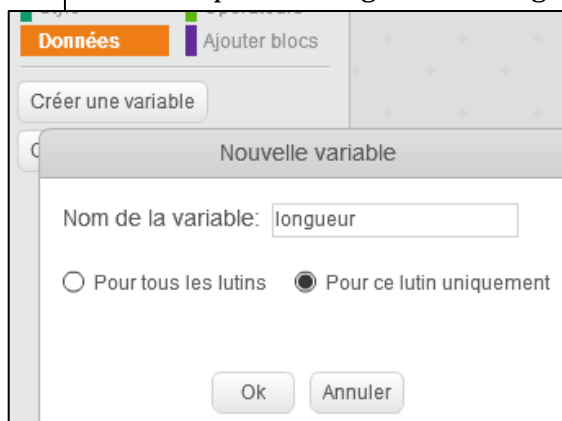 Données
Ajouter blocs
Créer une variable
Nouvelle variable
Nom de la variable: longueur
Pour tous les lutins Pour ce lutin uniquement
Ok Annuler